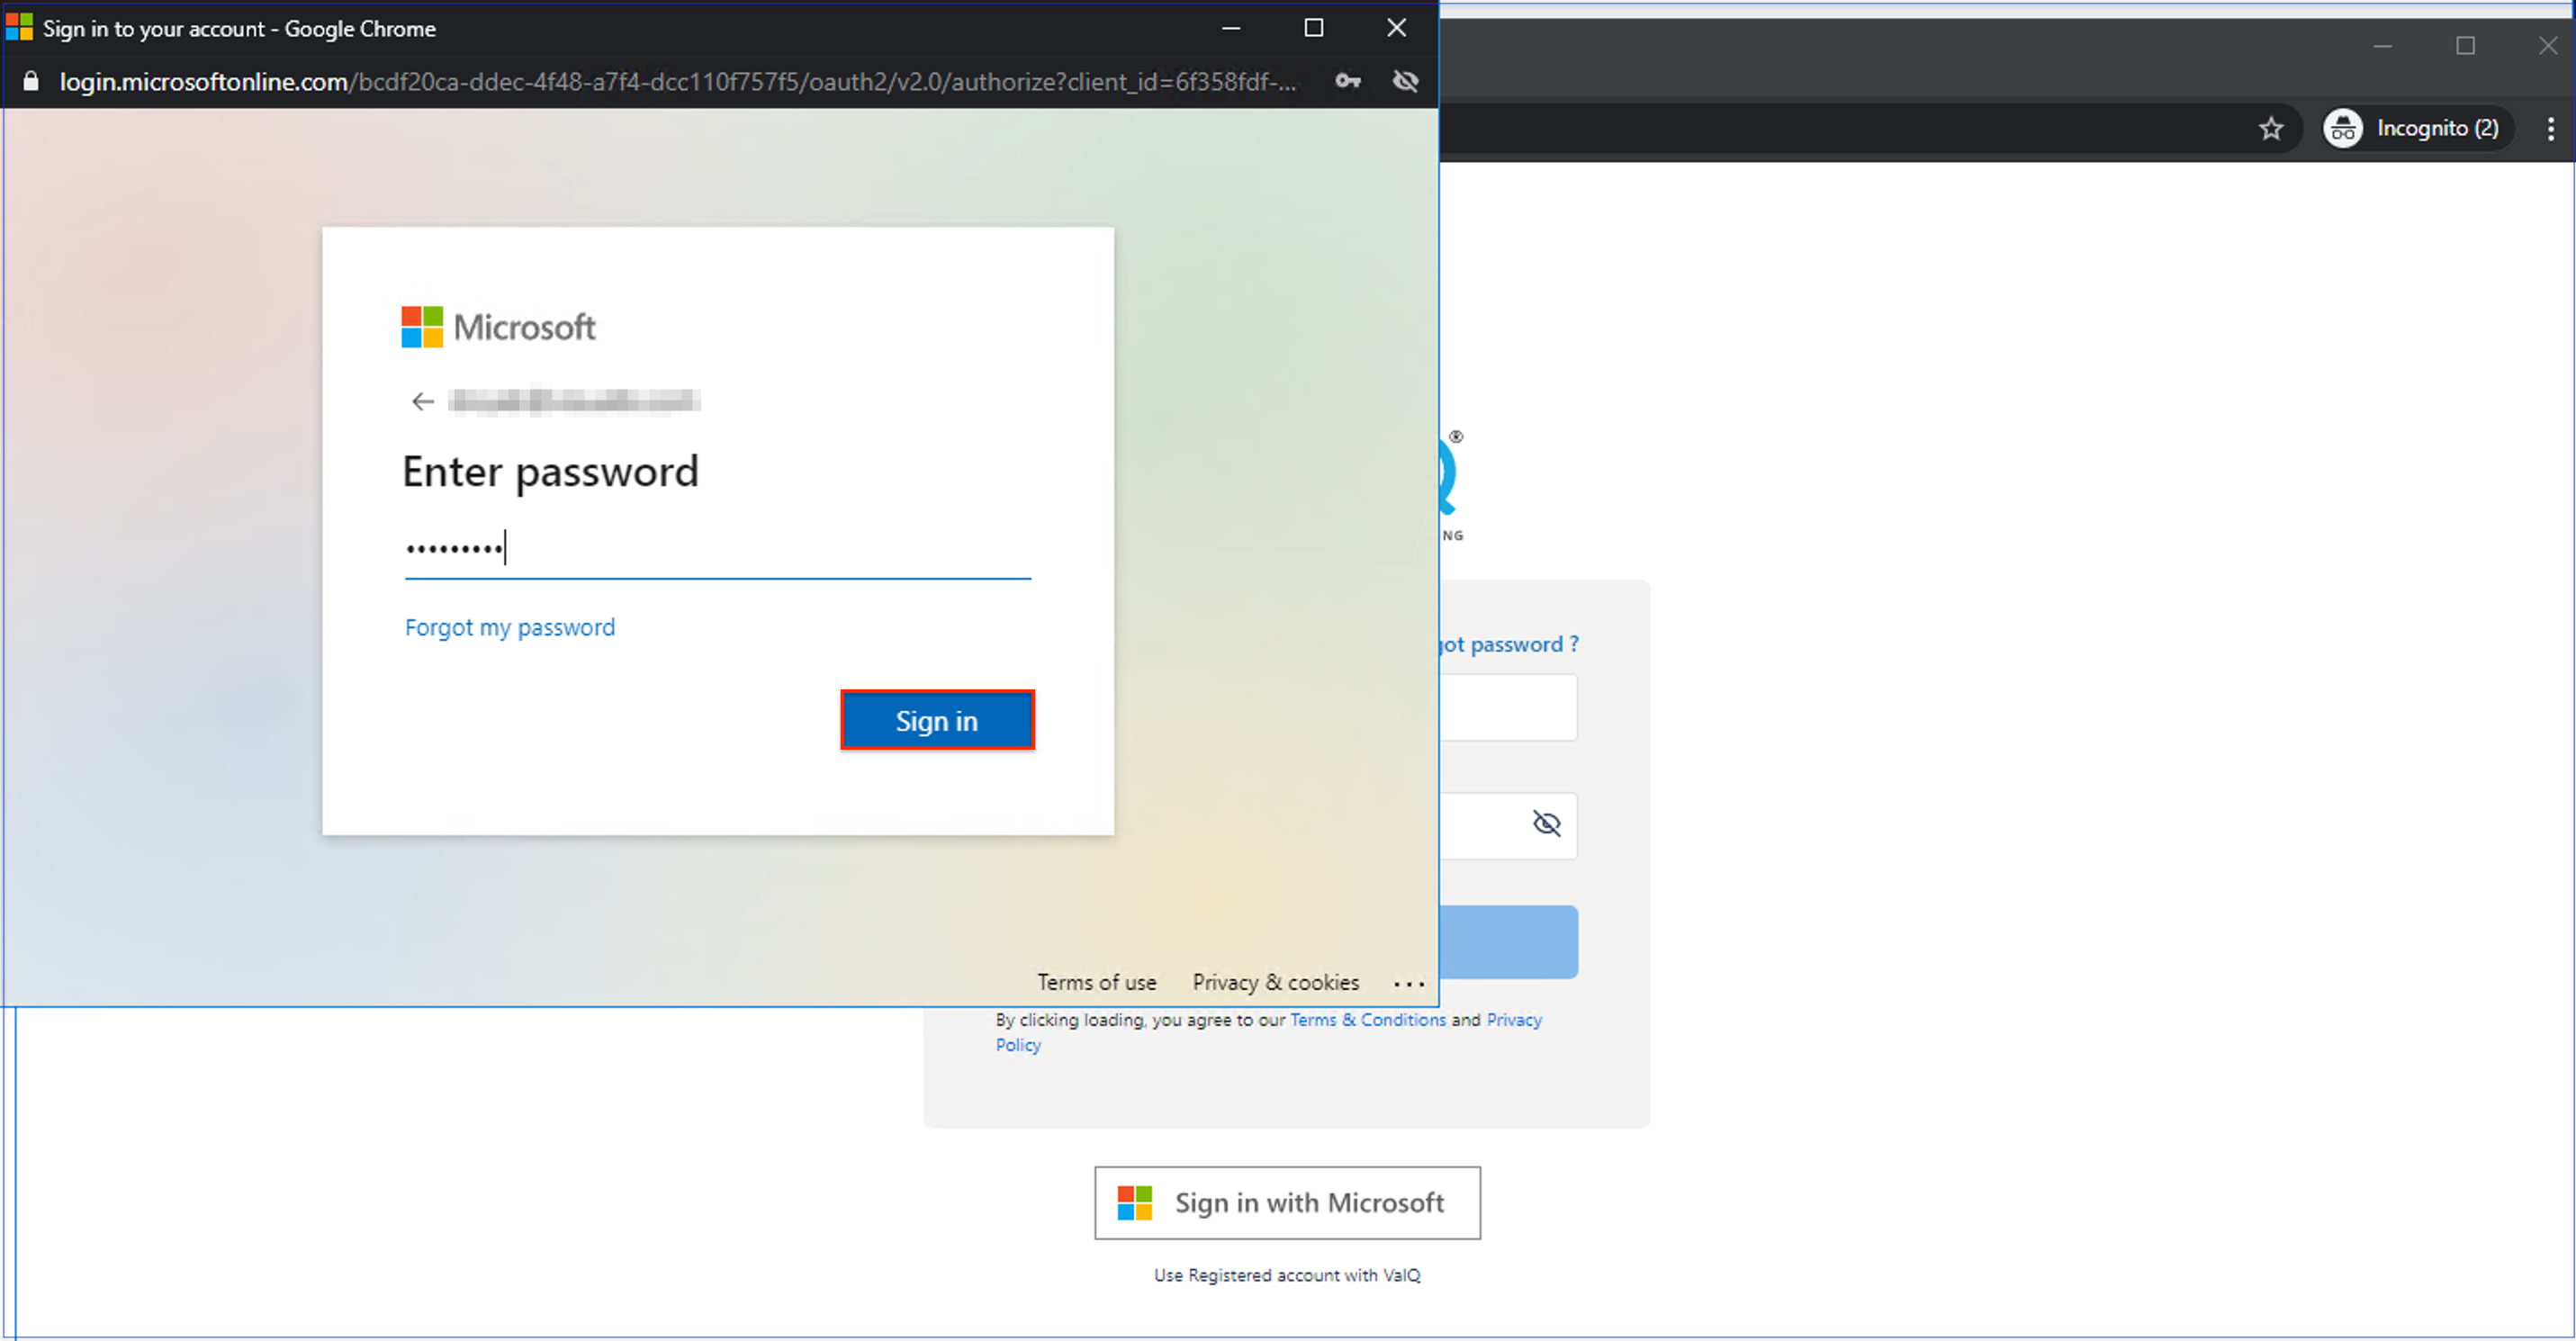 Sign in to your account - Google Chrome
login.microsoftonline.com/bcdf20ca-ddec-4f48-a7f4-dcc110f757f5/oauth2/v2.0/authorize?client_id=6f358fdf-...
Incognito (2)
Microsoft
Enter password
•••••••••
Forgot my password
Sign in
Terms of use Privacy & cookies ...
®
NG
got password ?
By clicking loading, you agree to our Terms & Conditions and Privacy
Policy
Sign in with Microsoft
Use Registered account with ValQ